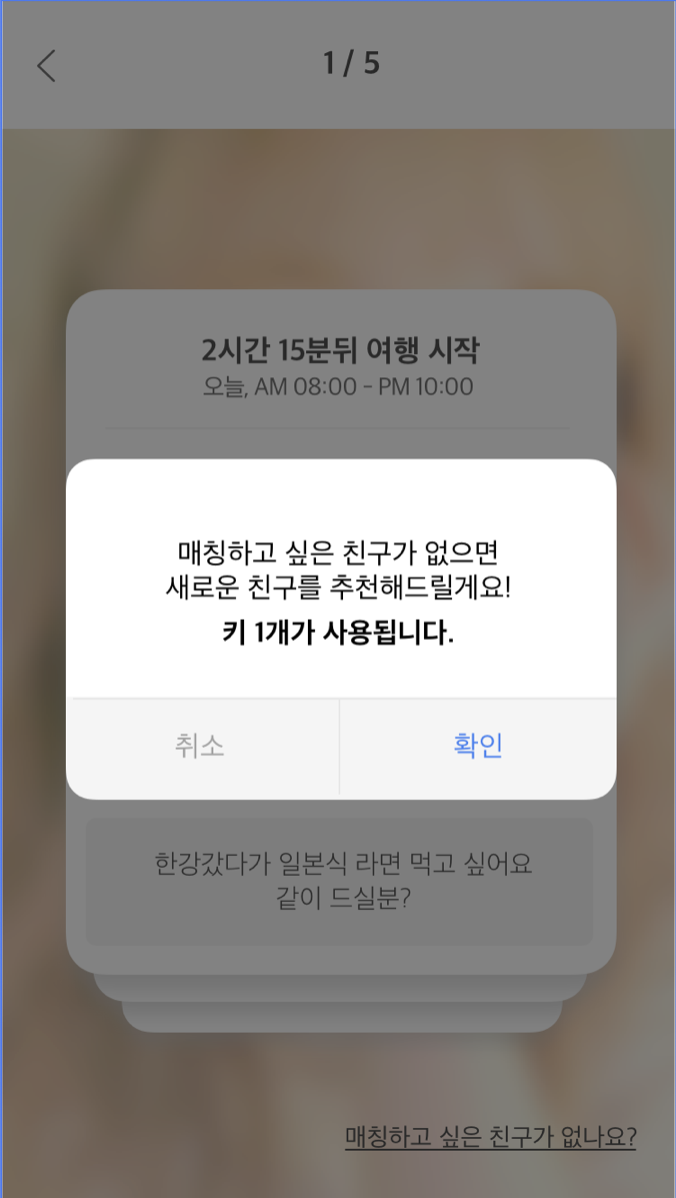 1 / 5
2시간 15분뒤 여행 시작
오늘, AM 08:00 - PM 10:00
매칭하고 싶은 친구가 없으면
새로운 친구를 추천해드릴게요!
키 1개가 사용됩니다.
취소
확인
한강갔다가 일본식 라면 먹고 싶어요
같이 드실분?
매칭하고 싶은 친구가 없나요?